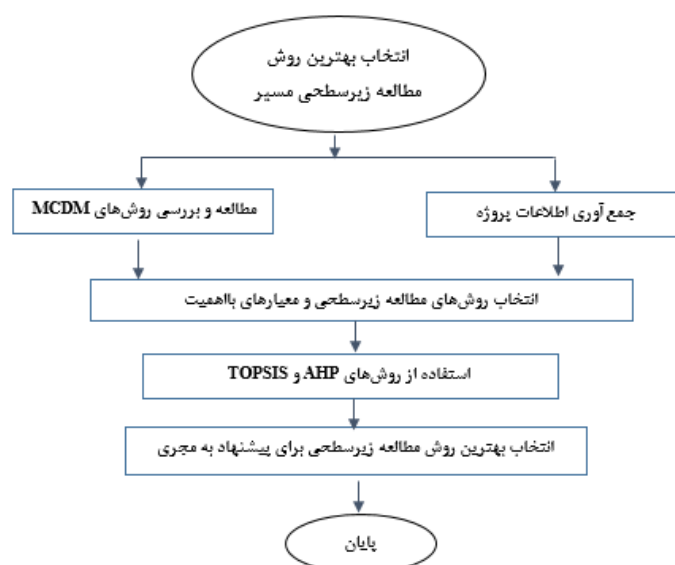 انتخاب بهترین روش
مطالعه زیرسطحی مسیر
جمع آوری اطلاعات پروژه
مطالعه و بررسی روش‌های MCDM
انتخاب روش‌های مطالعه زیرسطحی و معیارهای بااهمیت
استفاده از روش‌های AHP و TOPSIS
انتخاب بهترین روش مطالعه زیرسطحی برای پیشنهاد به مجری
پایان